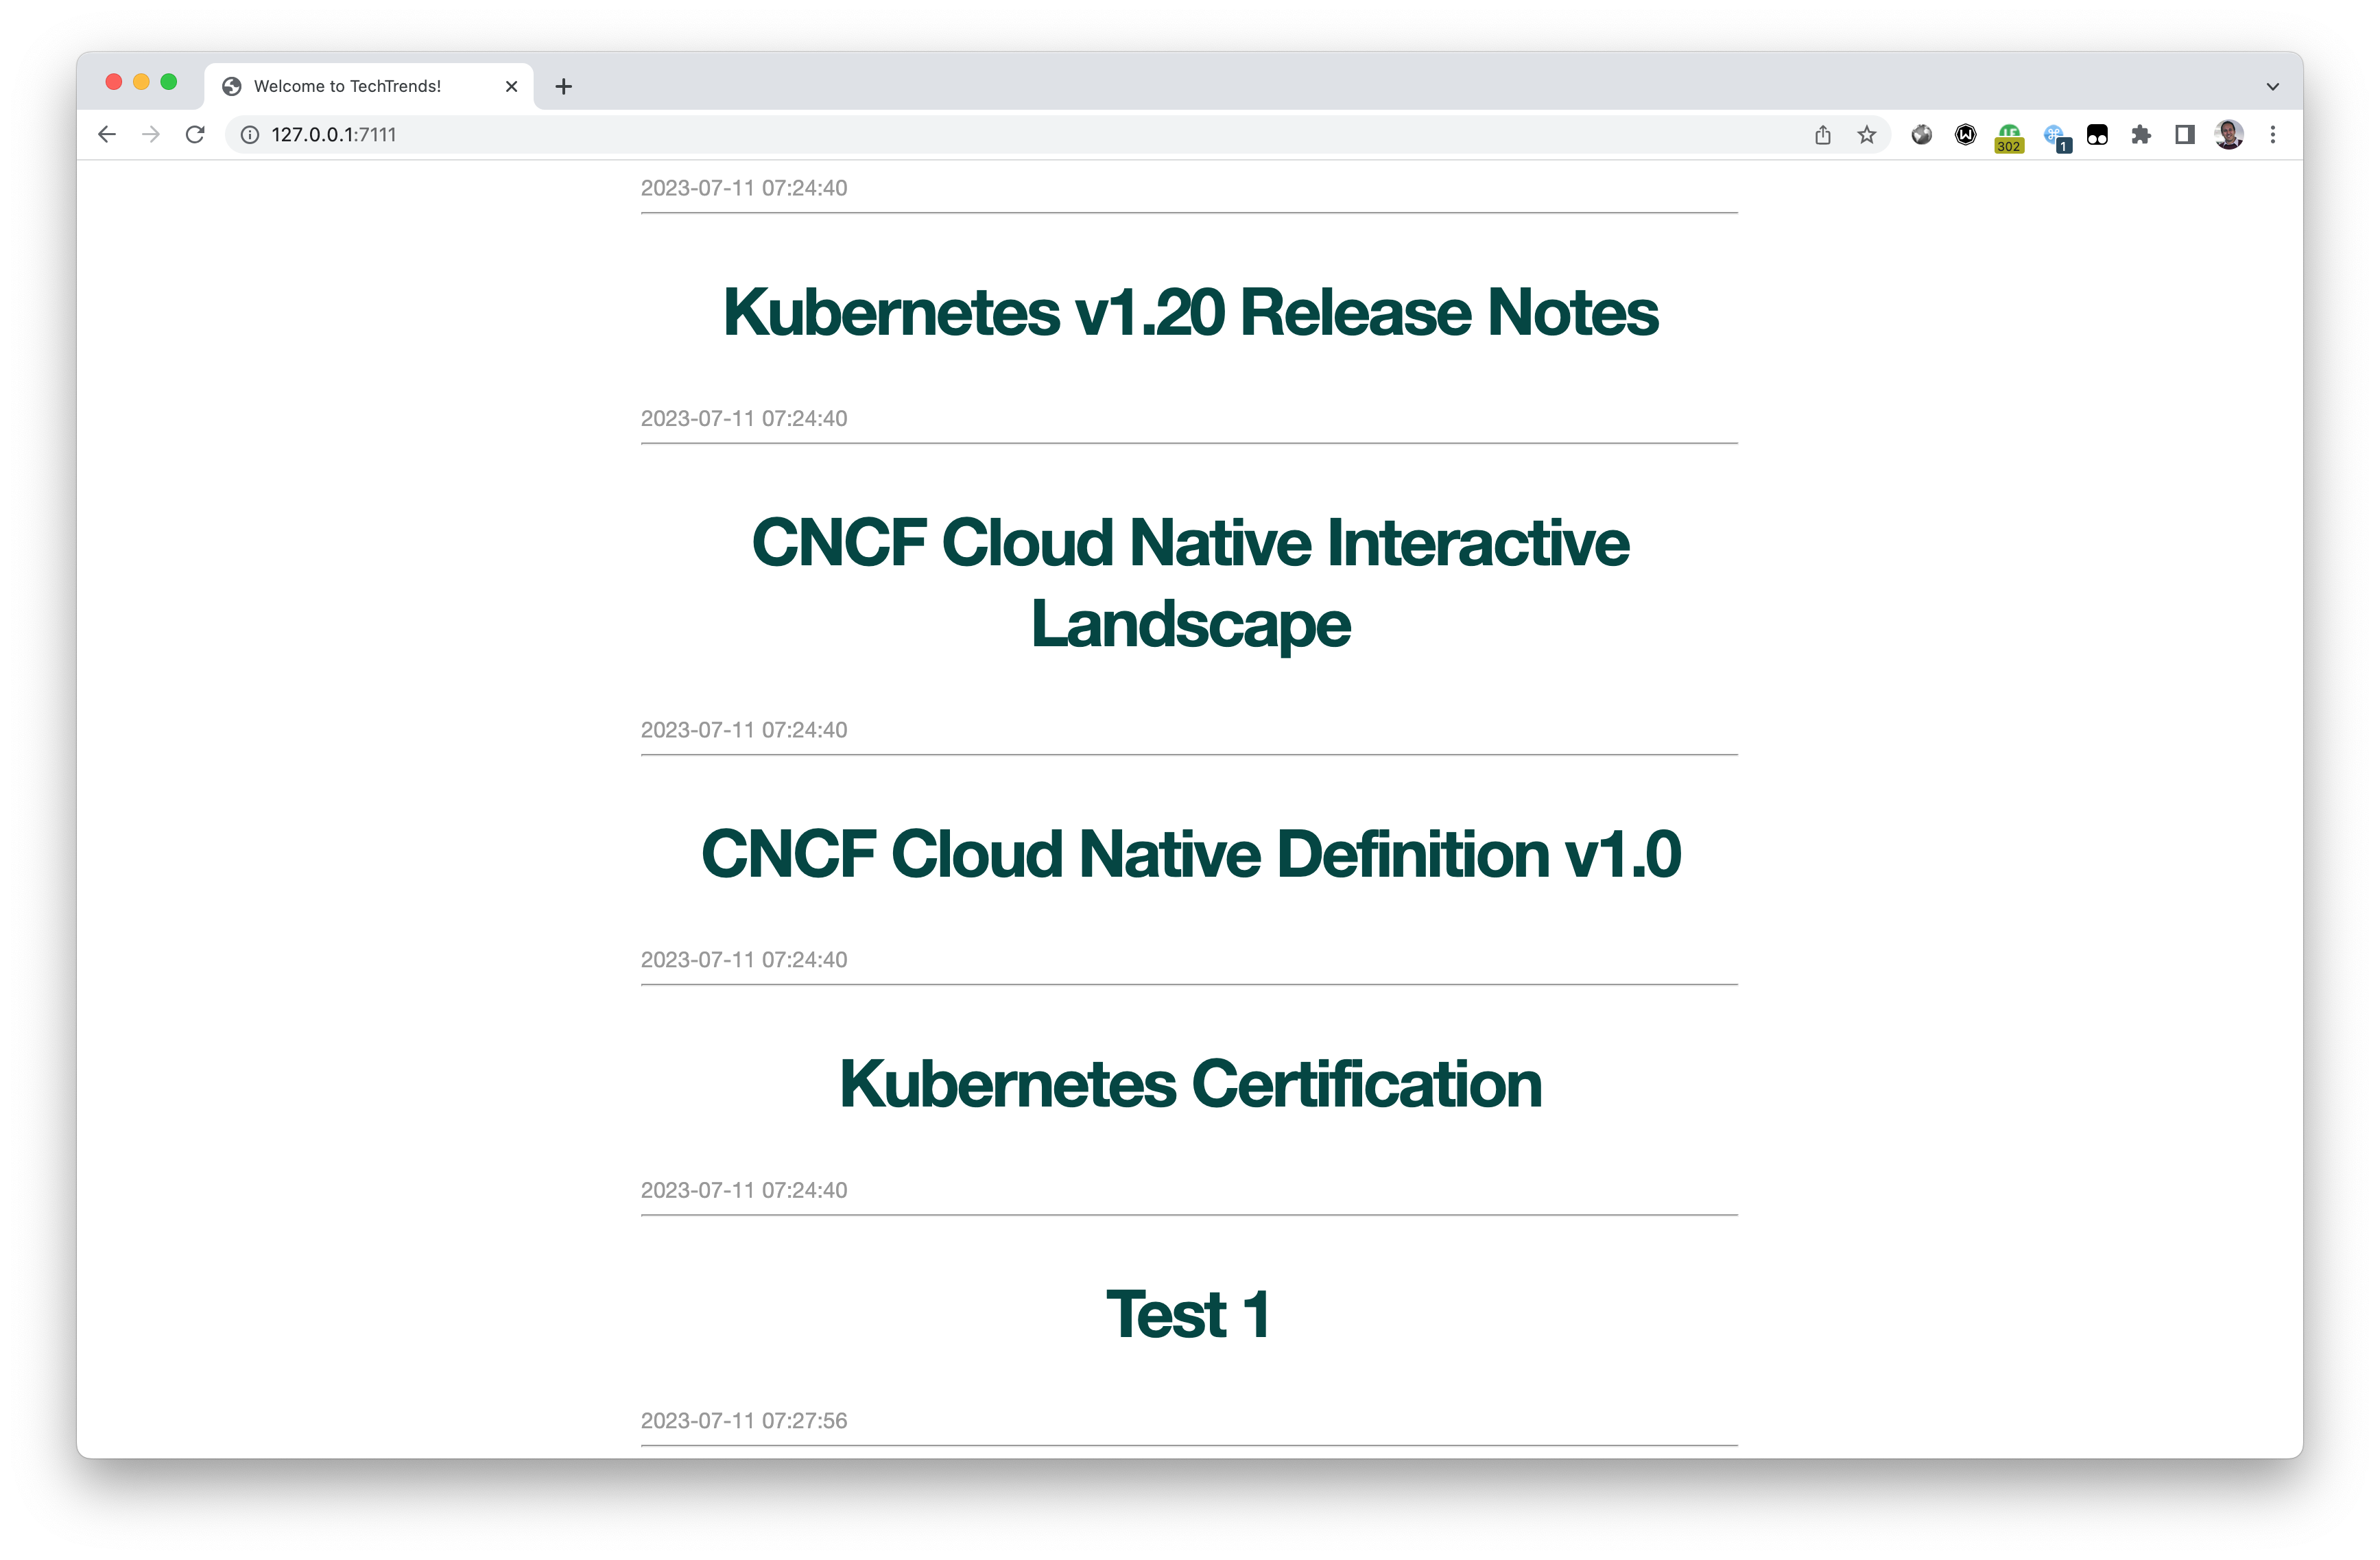 Welcome to TechTrends!
127.0.0.1:7111
302
1
2023-07-11 07:24:40
Kubernetes v1.20 Release Notes
2023-07-11 07:24:40
CNCF Cloud Native Interactive
Landscape
2023-07-11 07:24:40
CNCF Cloud Native Definition v1.0
2023-07-11 07:24:40
Kubernetes Certification
2023-07-11 07:24:40
Test 1
2023-07-11 07:27:56